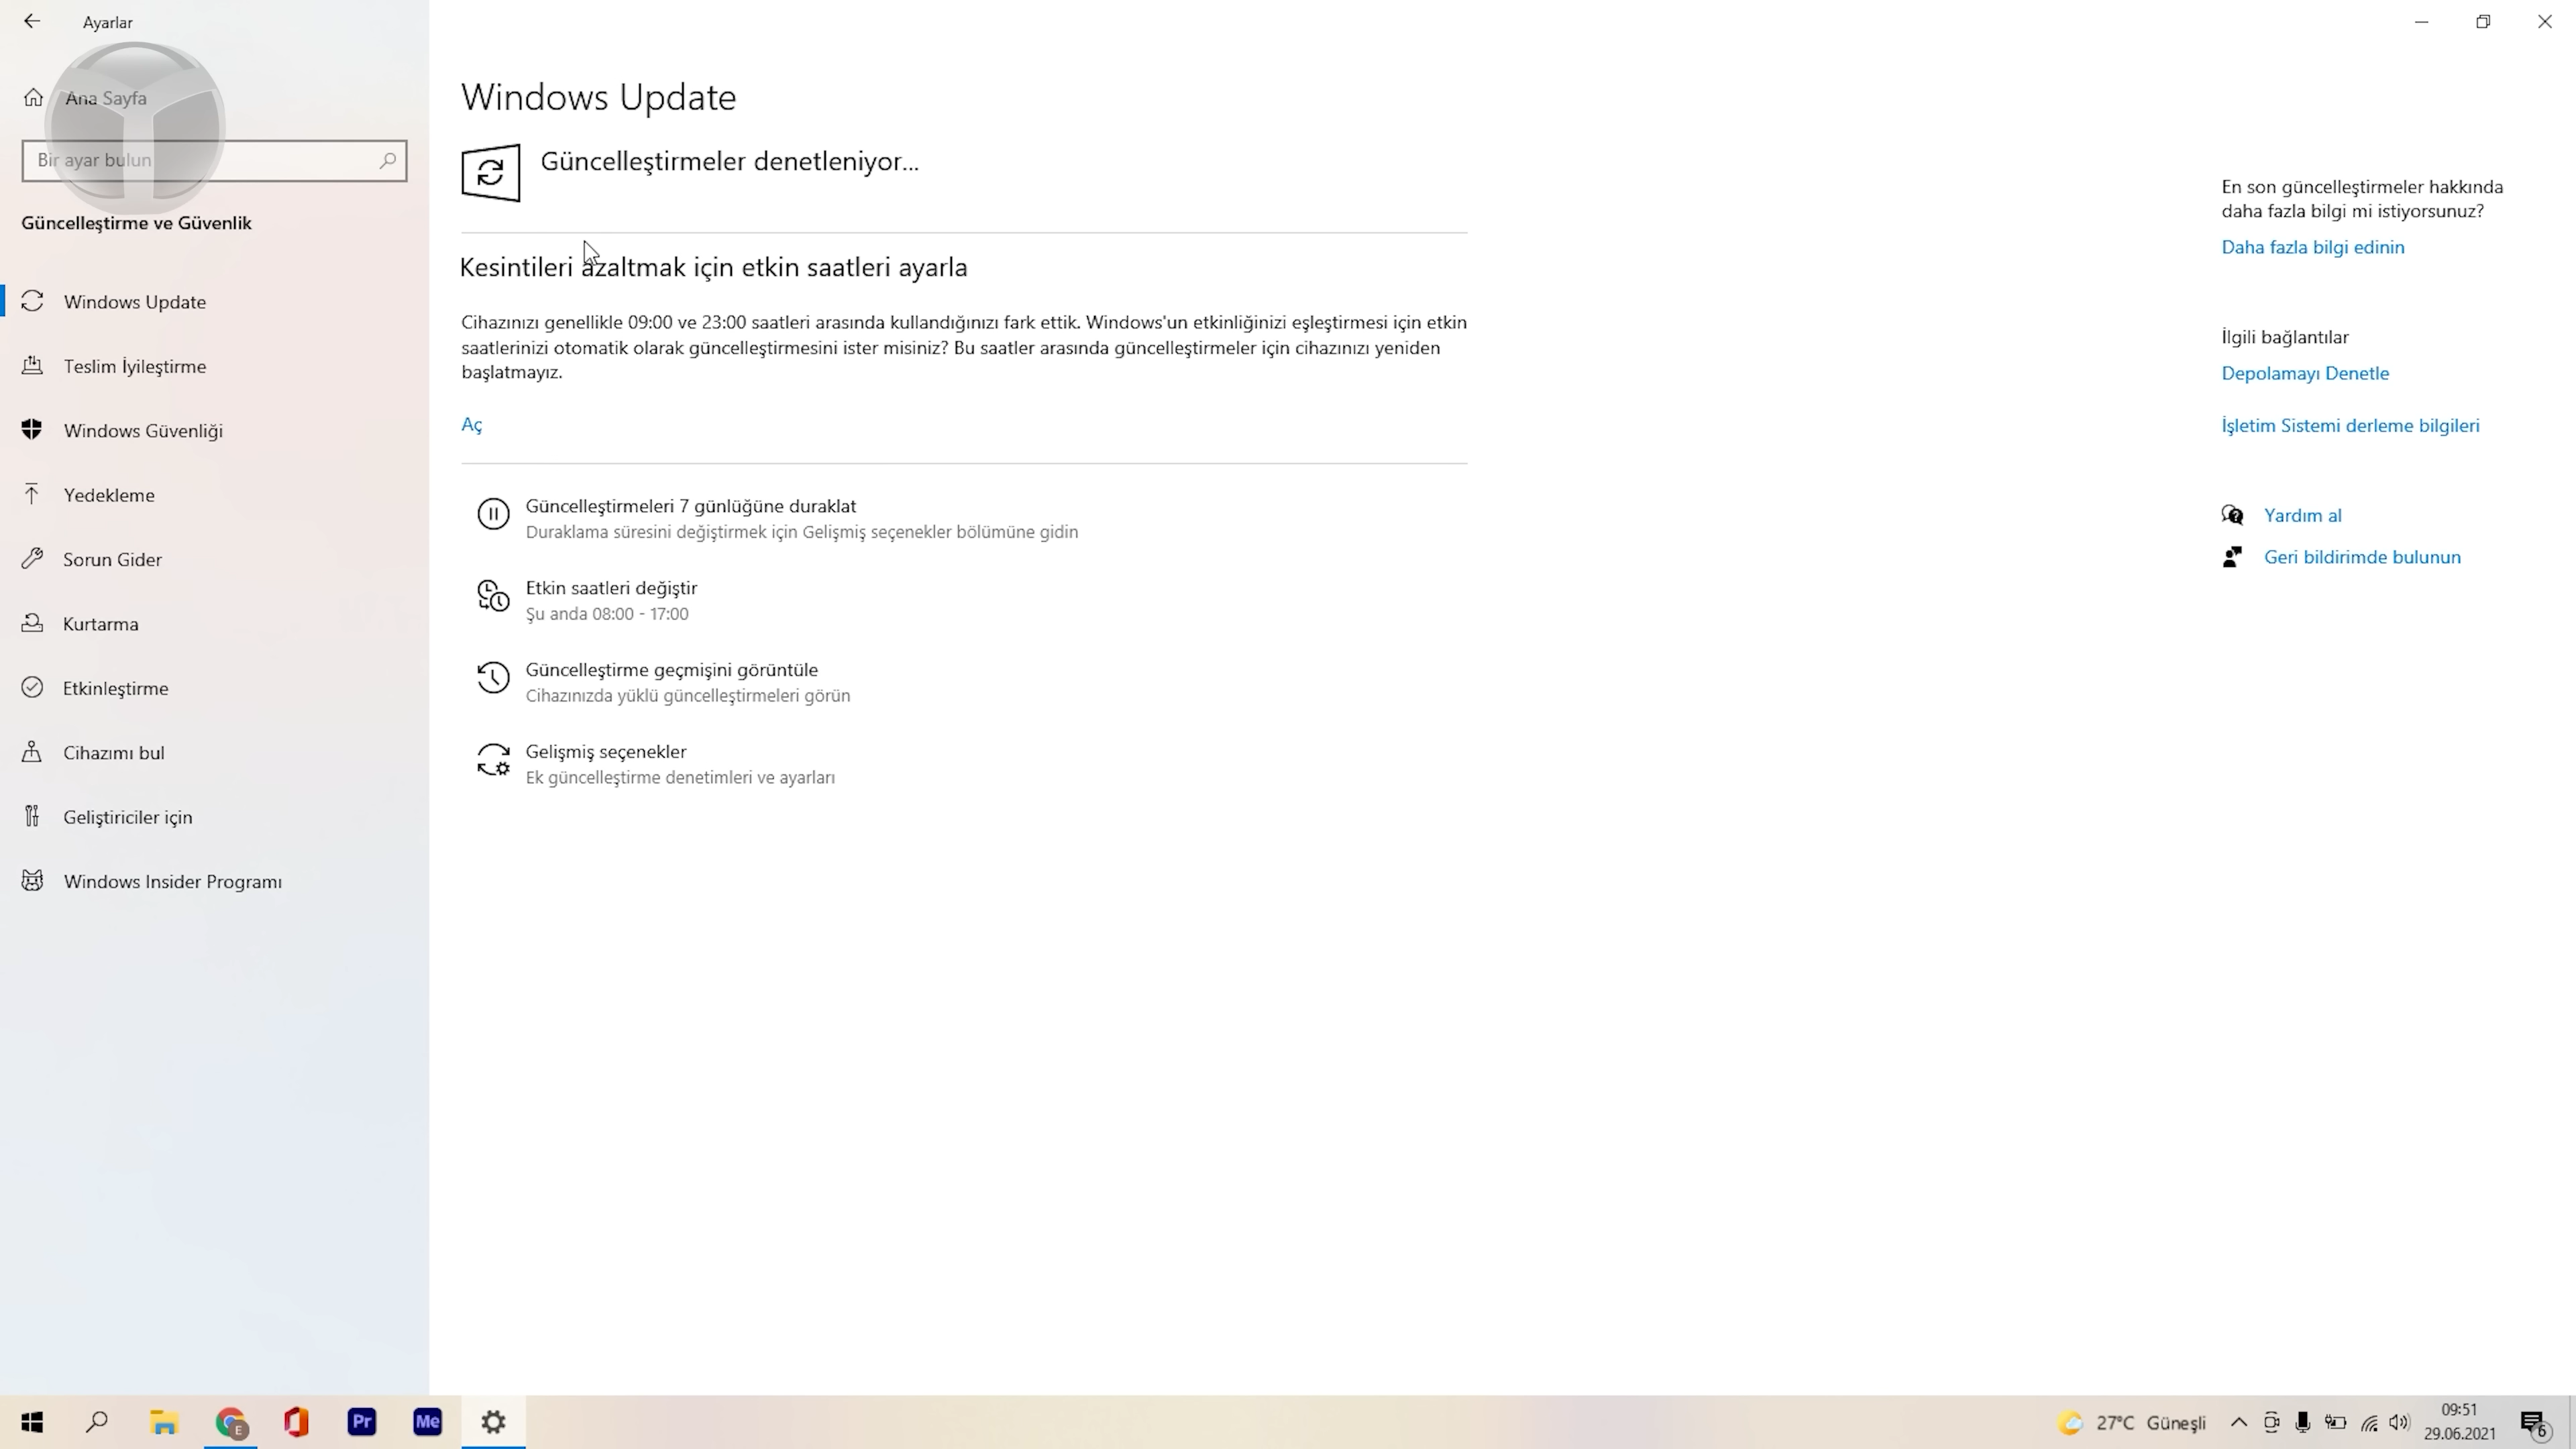 Ayarlar
Ana Sayfa
Bir ayar bulun
Güncelleştirme ve Güvenlik
Windows Update
Teslim İyileştirme
Windows Güvenliği
Yedekleme
Sorun Gider
Kurtarma
Etkinleştirme
Cihazımı bul
Geliştiriciler için
Windows Insider Programı
Windows Update
Güncelleştirmeler denetleniyor...
Kesintileri azaltmak için etkin saatleri ayarla
Cihazınızı genellikle 09:00 ve 23:00 saatleri arasında kullandığınızı fark ettik. Windows'un etkinliğinizi eşleştirmesi için etkin
saatlerinizi otomatik olarak güncelleştirmesini ister misiniz? Bu saatler arasında güncelleştirmeler için cihazınızı yeniden
başlatmayız.
Aç
Güncelleştirmeleri 7 günlüğüne duraklat
Duraklama süresini değiştirmek için Gelişmiş seçenekler bölümüne gidin
Etkin saatleri değiştir
Şu anda 08:00 - 17:00
Güncelleştirme geçmişini görüntüle
Cihazınızda yüklü güncelleştirmeleri görün
Gelişmiş seçenekler
Ek güncelleştirme denetimleri ve ayarları
En son güncelleştirmeler hakkında
daha fazla bilgi mi istiyorsunuz?
Daha fazla bilgi edinin
İlgili bağlantılar
Depolamayı Denetle
İşletim Sistemi derleme bilgileri
Yardım al
Geri bildirimde bulunun
E
Pr
Me
27°C Güneşli
09:51
29.06.2021
6